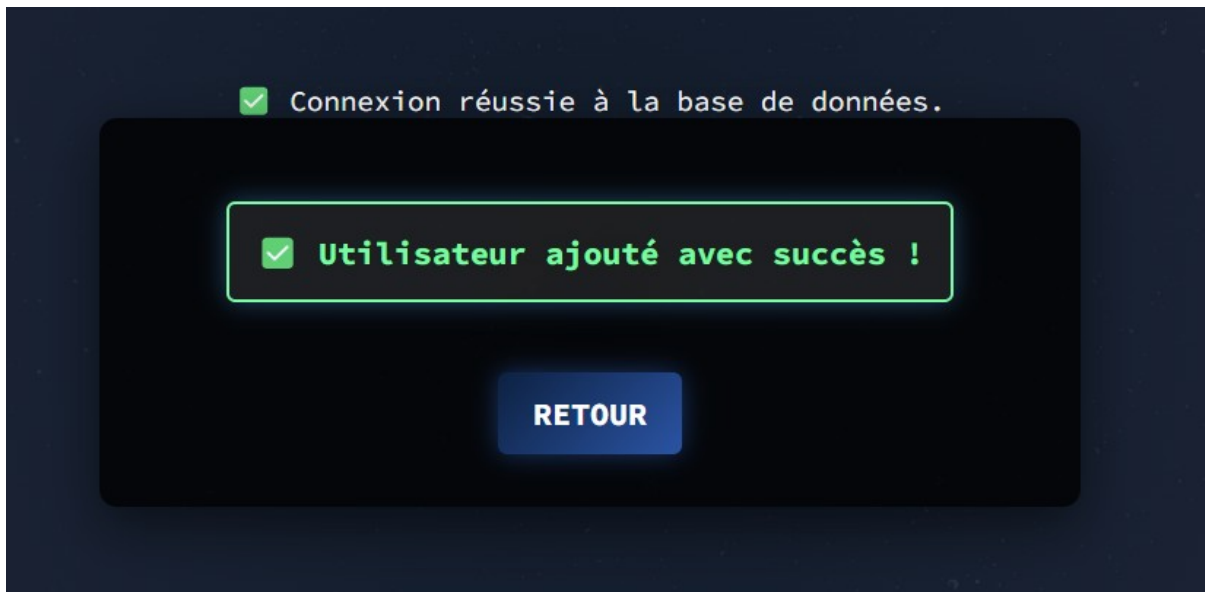 ✅ Connexion réussie à la base de données.
✅ Utilisateur ajouté avec succès !
RETOUR